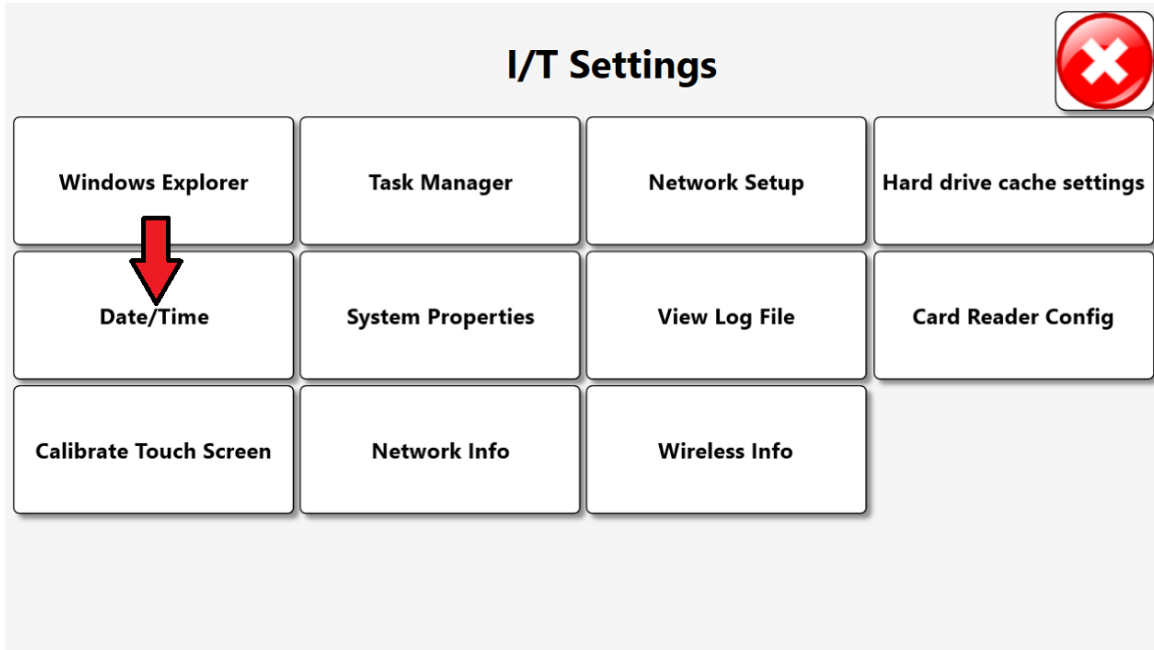 I/T Settings
Windows Explorer
Task Manager
Network Setup
Hard drive cache settings
Date/Time
System Properties
View Log File
Card Reader Config
Calibrate Touch Screen
Network Info
Wireless Info